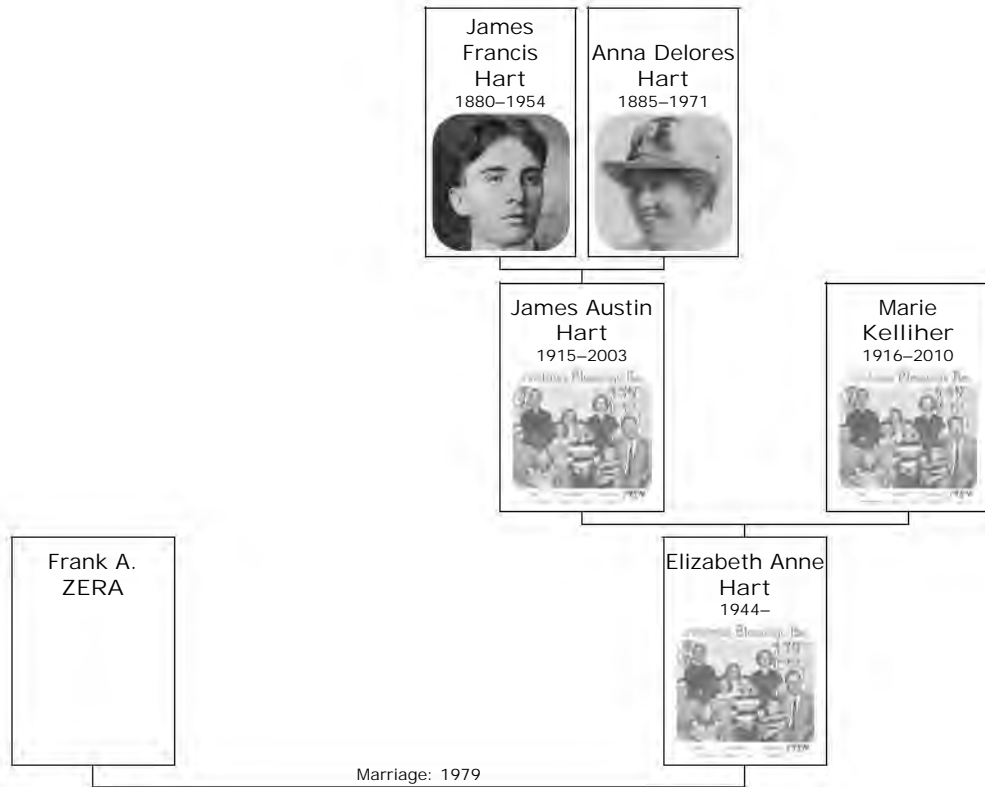 James
Francis
Hart
1880–1954
Anna Delores
Hart
1885–1971
James Austin
Hart
1915–2003
Marie
Kelliher
1916–2010
Frank A.
ZERA
Elizabeth Anne
Hart
1944–
Marriage: 1979